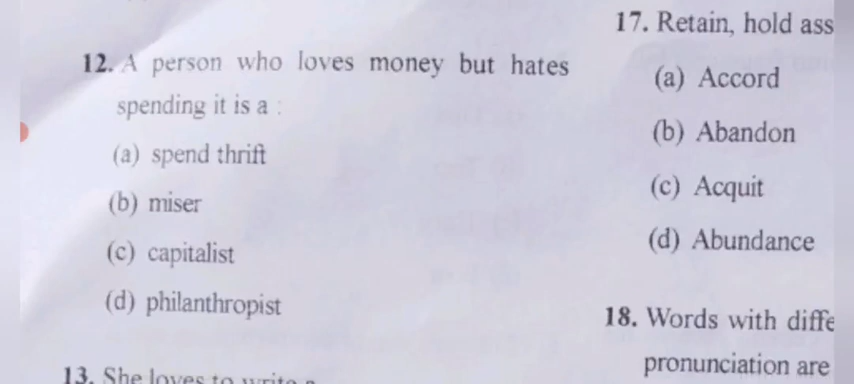 12. A person who loves money but hates
spending it is a :
(a) spend thrift
(b) miser
(c) capitalist
(d) philanthropist
13. She loves to write a
17. Retain, hold ass
(a) Accord
(b) Abandon
(c) Acquit
(d) Abundance
18. Words with diffe
pronunciation are